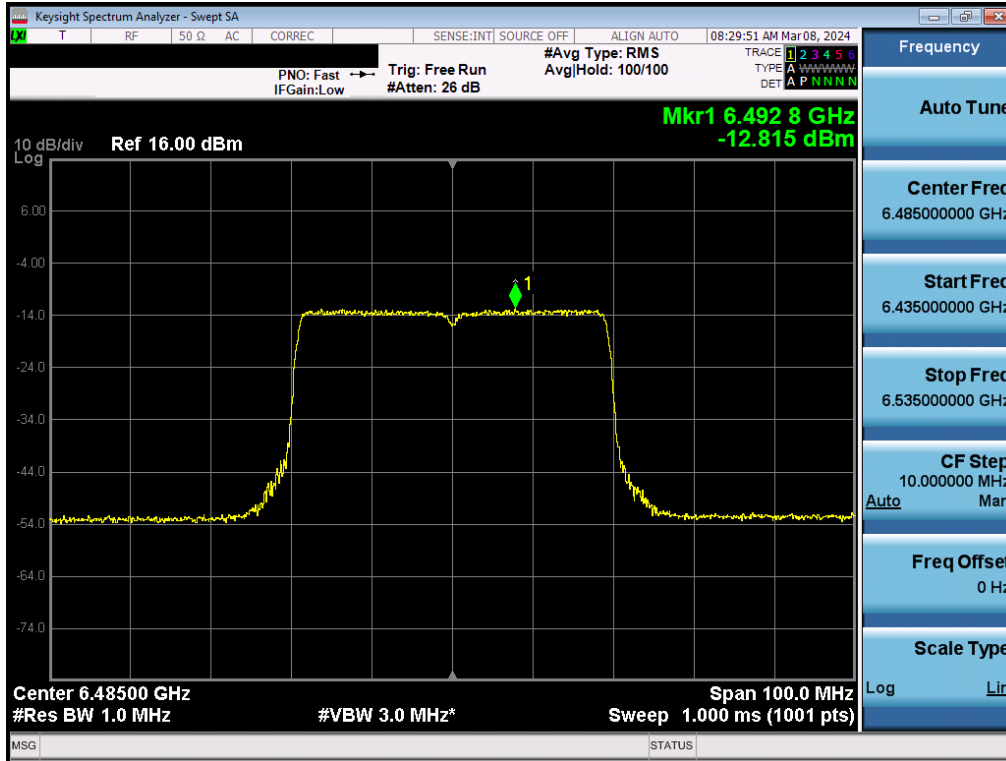 Keysight Spectrum Analyzer - Swept SA
LXI T RF 50 Ω AC CORREC SENSE:INT SOURCE OFF ALIGN AUTO 08:29:51 AM Mar 08, 2024
PNO: Fast Trig: Free Run #Avg Type: RMS TRACE 1 2 3 4 5 6
IFGain:Low #Atten: 26 dB Avg|Hold: 100/100 TYPE A WWWWW
DET A P N N N N
Mkr1 6.492 8 GHz
-12.815 dBm
10 dB/div Ref 16.00 dBm
Log
6.00
-4.00
1
-14.0
-24.0
-34.0
-44.0
-54.0
-64.0
-74.0
Center 6.48500 GHz Span 100.0 MHz
#Res BW 1.0 MHz #VBW 3.0 MHz* Sweep 1.000 ms (1001 pts)
MSG STATUS
Frequency
Auto Tune
Center Freq
6.485000000 GHz
Start Freq
6.435000000 GHz
Stop Freq
6.535000000 GHz
CF Step
10.000000 MHz
Auto Man
Freq Offset
0 Hz
Scale Type
Log Lin